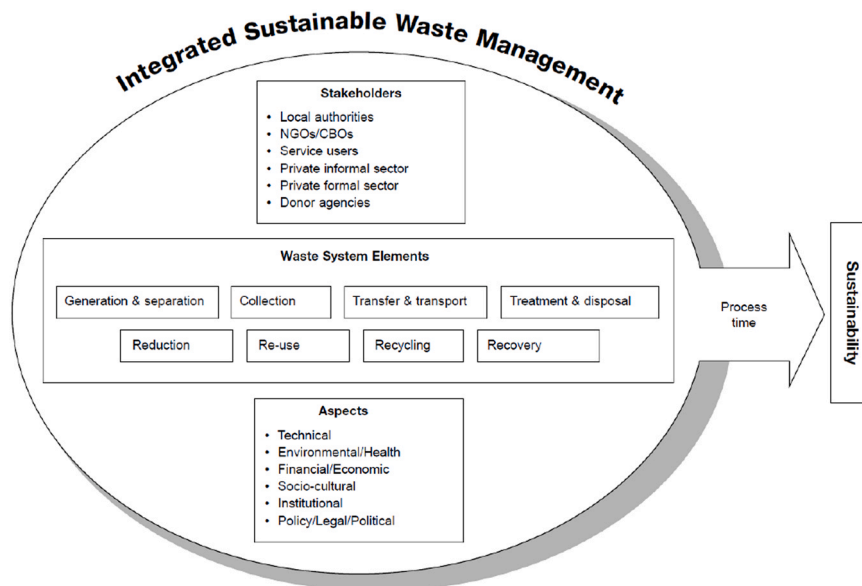 Integrated Sustainable Waste Management
Stakeholders
• Local authorities
• NGOs/CBOs
• Service users
• Private informal sector
• Private formal sector
• Donor agencies
Waste System Elements
Generation & separation
Collection
Transfer & transport
Treatment & disposal
Reduction
Re-use
Recycling
Recovery
Aspects
• Technical
• Environmental/Health
• Financial/Economic
• Socio-cultural
• Institutional
• Policy/Legal/Political
Process
time
Sustainability